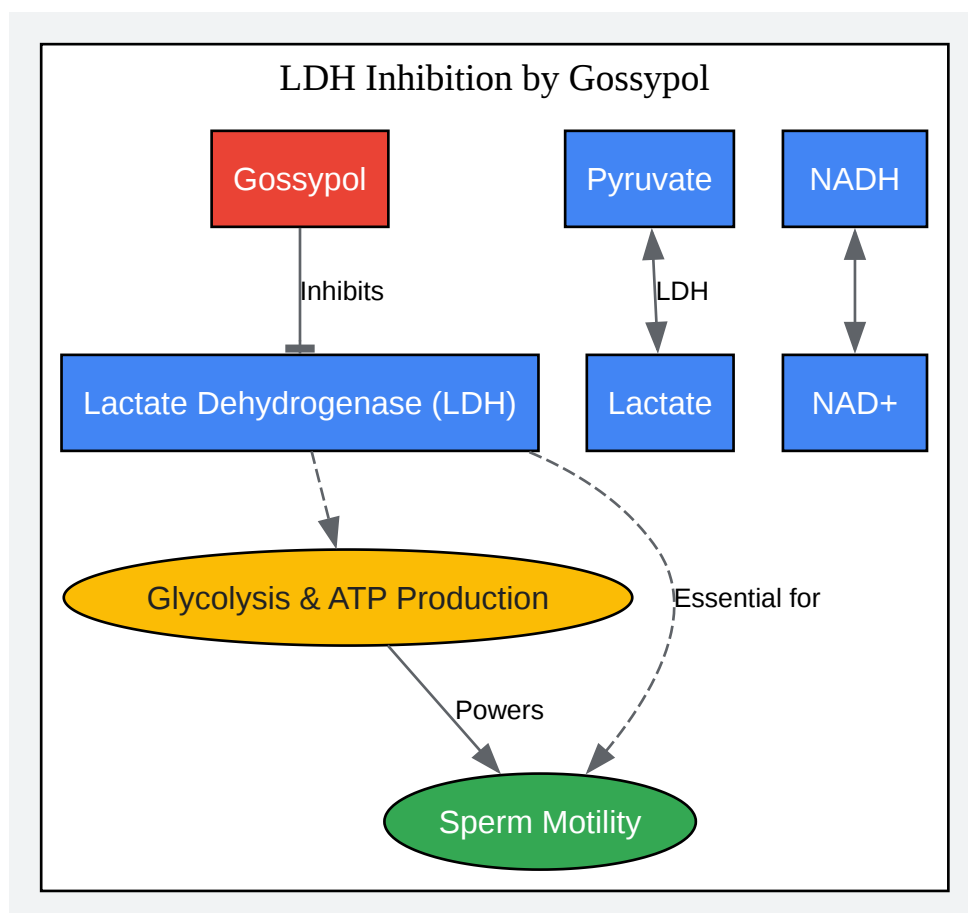 LDH Inhibition by Gossypol
Gossypol
Pyruvate
NADH
Inhibits
LDH
Lactate Dehydrogenase (LDH)
Lactate
NAD+
Glycolysis & ATP Production
Essential for
Powers
Sperm Motility